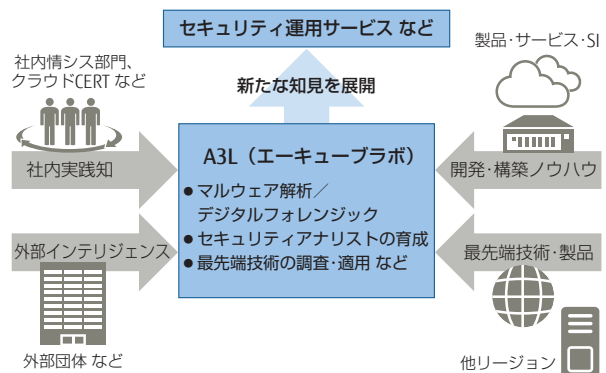 セキュリティ運用サービス など
新たな知見を展開
社内情シス部門、
クラウドCERT など
製品・サービス・SI
社内実践知
開発・構築ノウハウ
A3L（エーキューブラボ）
●マルウェア解析／
デジタルフォレンジック
●セキュリティアナリストの育成
●最先端技術の調査・適用 など
外部インテリジェンス
最先端技術・製品
外部団体 など
他リージョン